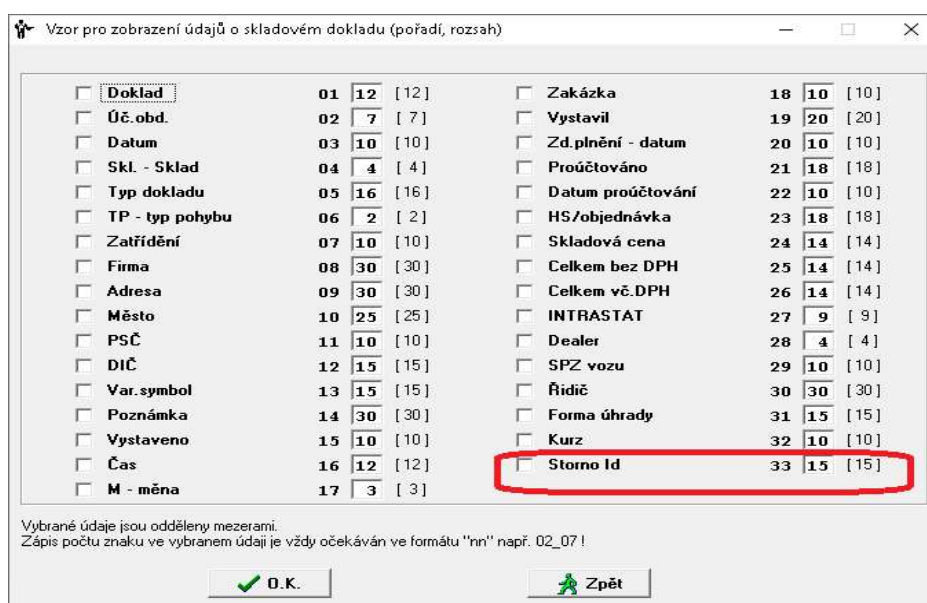 Vzor pro zobrazení údajů o skladovém dokladu (pořadí, rozsah)
Doklad 01 12 [12]
Úč.obd. 02 7 [ 7]
Datum 03 10 [10]
Skl. - Sklad 04 4 [ 4]
Typ dokladu 05 16 [16]
TP - typ pohybu 06 2 [ 2]
Zatřídění 07 10 [10]
Firma 08 30 [30]
Adresa 09 30 [30]
Město 10 25 [25]
PSČ 11 10 [10]
DIČ 12 15 [15]
Var.symbol 13 15 [15]
Poznámka 14 30 [30]
Vystaveno 15 10 [10]
Čas 16 12 [12]
M - měna 17 3 [ 3]
Zakázka 18 10 [10]
Vystavil 19 20 [20]
Zd.plnění - datum 20 10 [10]
Proúčtováno 21 18 [18]
Datum proúčtování 22 10 [10]
HS/objednávka 23 18 [18]
Skladová cena 24 14 [14]
Celkem bez DPH 25 14 [14]
Celkem vč.DPH 26 14 [14]
INTRASTAT 27 9 [ 9]
Dealer 28 4 [ 4]
SPZ vozu 29 10 [10]
Řidič 30 30 [30]
Forma úhrady 31 15 [15]
Kurz 32 10 [10]
Storno Id 33 15 [15]
Vybrané údaje jsou odděleny mezerami.
Zápis počtu znaku ve vybranem údaji je vždy očekáván ve formátu "nn" např. 02_07 !
O.K.
Zpět